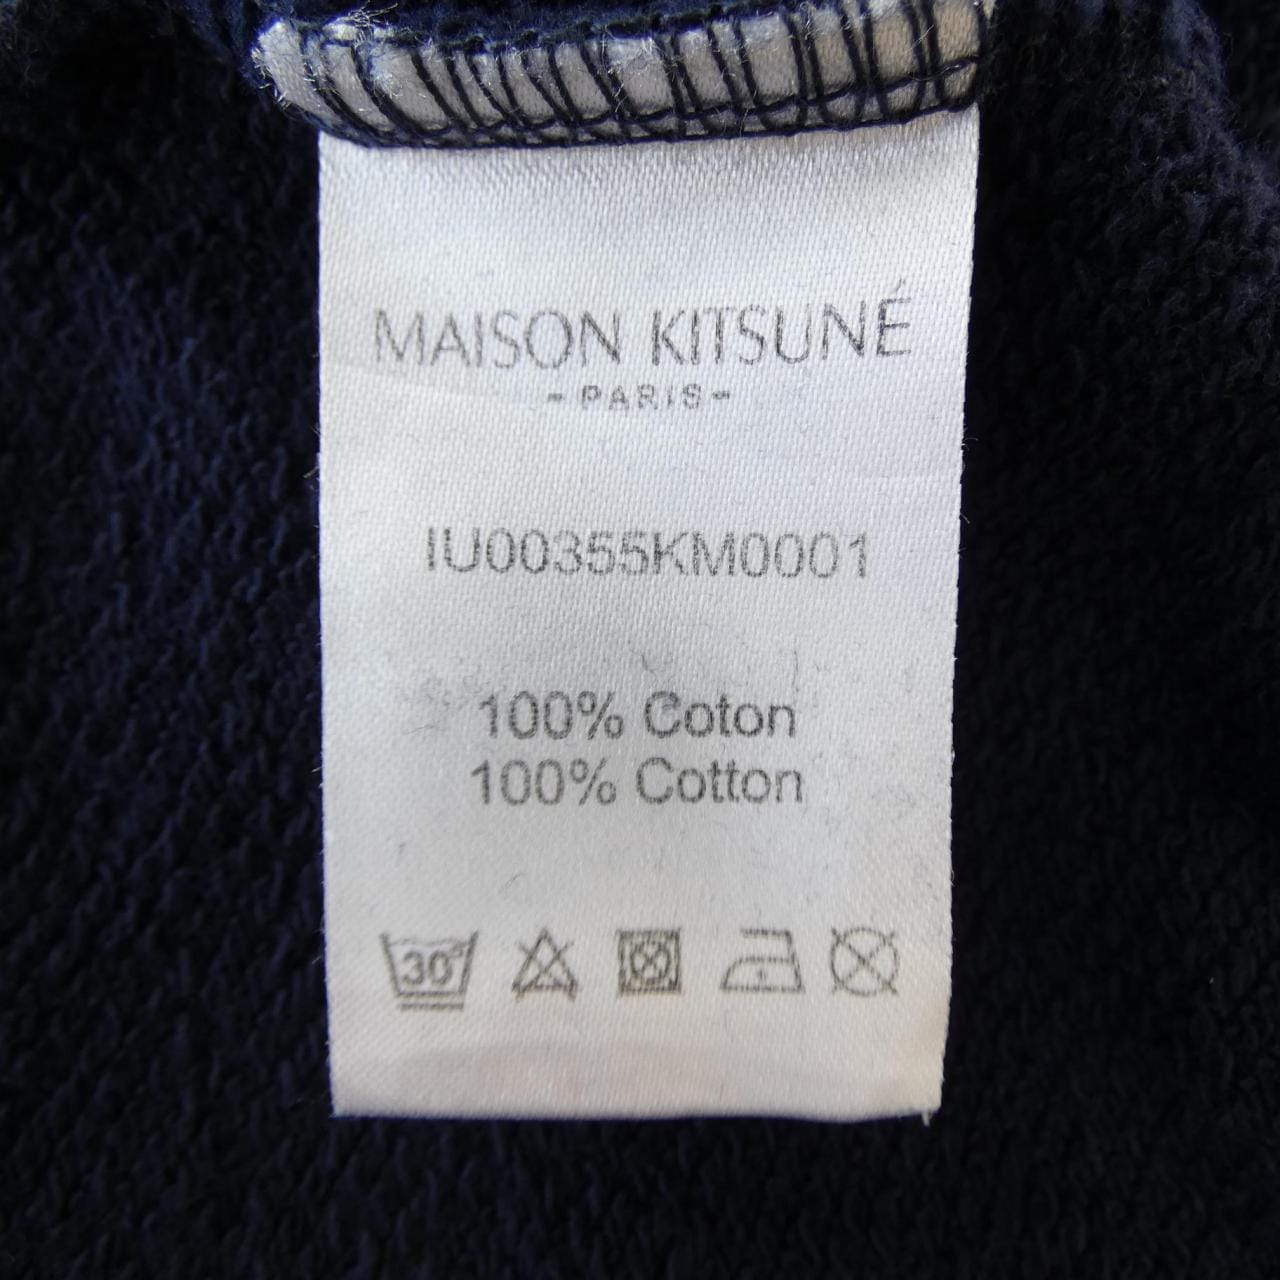 MAISON KITSUNÉ
-PARIS-
IU00355KM0001
100% Coton
100% Cotton
30°